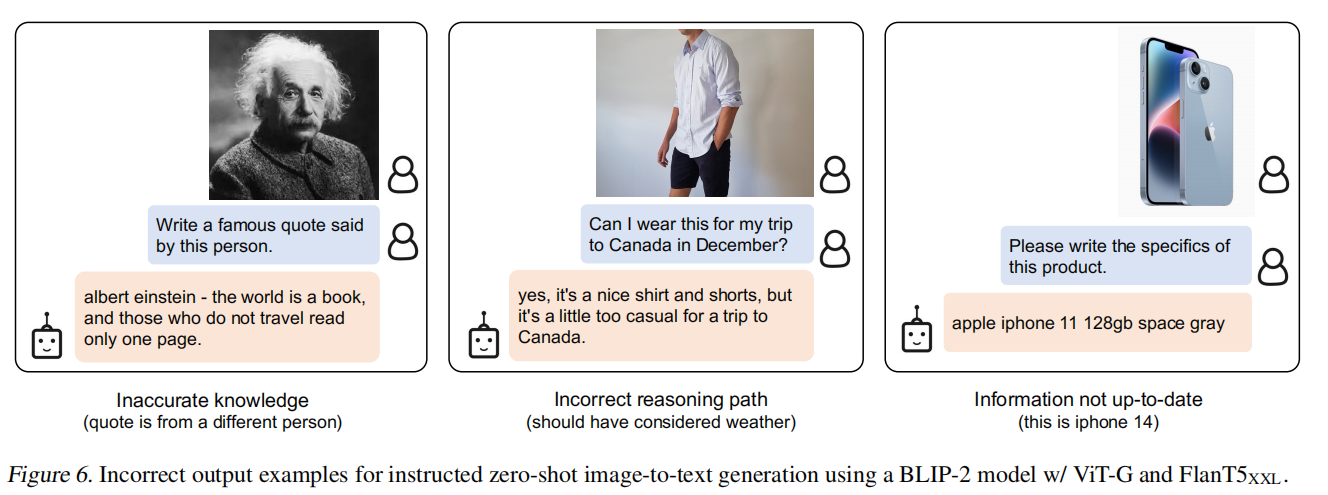 Write a famous quote said
by this person.
albert einstein - the world is a book,
and those who do not travel read
only one page.
Inaccurate knowledge
(quote is from a different person)
Can I wear this for my trip
to Canada in December?
yes, it's a nice shirt and shorts, but
it's a little too casual for a trip to
Canada.
Incorrect reasoning path
(should have considered weather)
Please write the specifics of
this product.
apple iphone 11 128gb space gray
Information not up-to-date
(this is iphone 14)
Figure 6. Incorrect output examples for instructed zero-shot image-to-text generation using a BLIP-2 model w/ ViT-G and FlanT5XXL.